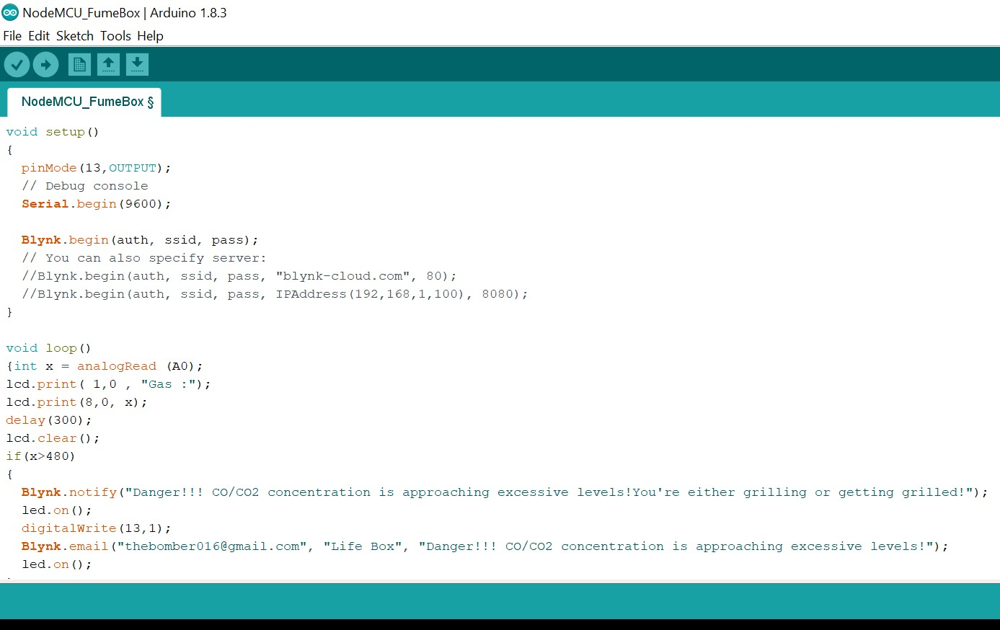 NodeMCU_FumeBox | Arduino 1.8.3
File Edit Sketch Tools Help
NodeMCU_FumeBox §
void setup()
{
  pinMode(13,OUTPUT);
  // Debug console
  Serial.begin(9600);

  Blynk.begin(auth, ssid, pass);
  // You can also specify server:
  //Blynk.begin(auth, ssid, pass, "blynk-cloud.com", 80);
  //Blynk.begin(auth, ssid, pass, IPAddress(192,168,1,100), 8080);
}

void loop()
{int x = analogRead (A0);
lcd.print( 1,0 , "Gas :");
lcd.print(8,0, x);
delay(300);
lcd.clear();
if(x>480)
{
  Blynk.notify("Danger!!! CO/CO2 concentration is approaching excessive levels!You're either grilling or getting grilled!");
  led.on();
  digitalWrite(13,1);
  Blynk.email("thebomber016@gmail.com", "Life Box", "Danger!!! CO/CO2 concentration is approaching excessive levels!");
  led.on();